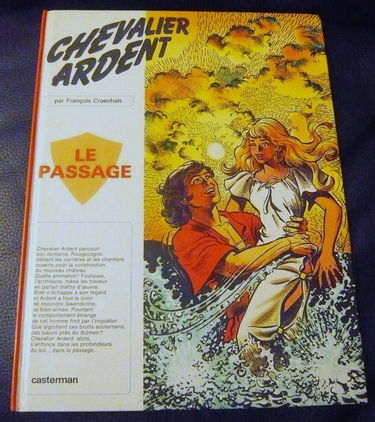 CHEVALIER
ARDENT
par François Craenhals
LE
PASSAGE
Chevalier Ardent parcourt
son domaine, Rougecogne,
visitant les carrières et les chantiers
ouverts pour la construction
du nouveau château.
Quelle animation ! Foulques,
l'architecte, mène les travaux
en parfait maître d'œuvre.
Rien n'échappe à son regard
et Ardent a tout le loisir
de rejoindre Gwendoline,
sa bien-aimée. Pourtant,
le comportement étrange
de cet homme finit par l'inquiéter.
Que signifient ces bruits souterrains,
ces lueurs près du dolmen ?
Chevalier Ardent, alors,
s'enfonce dans les profondeurs
du sol... dans le passage...
casterman